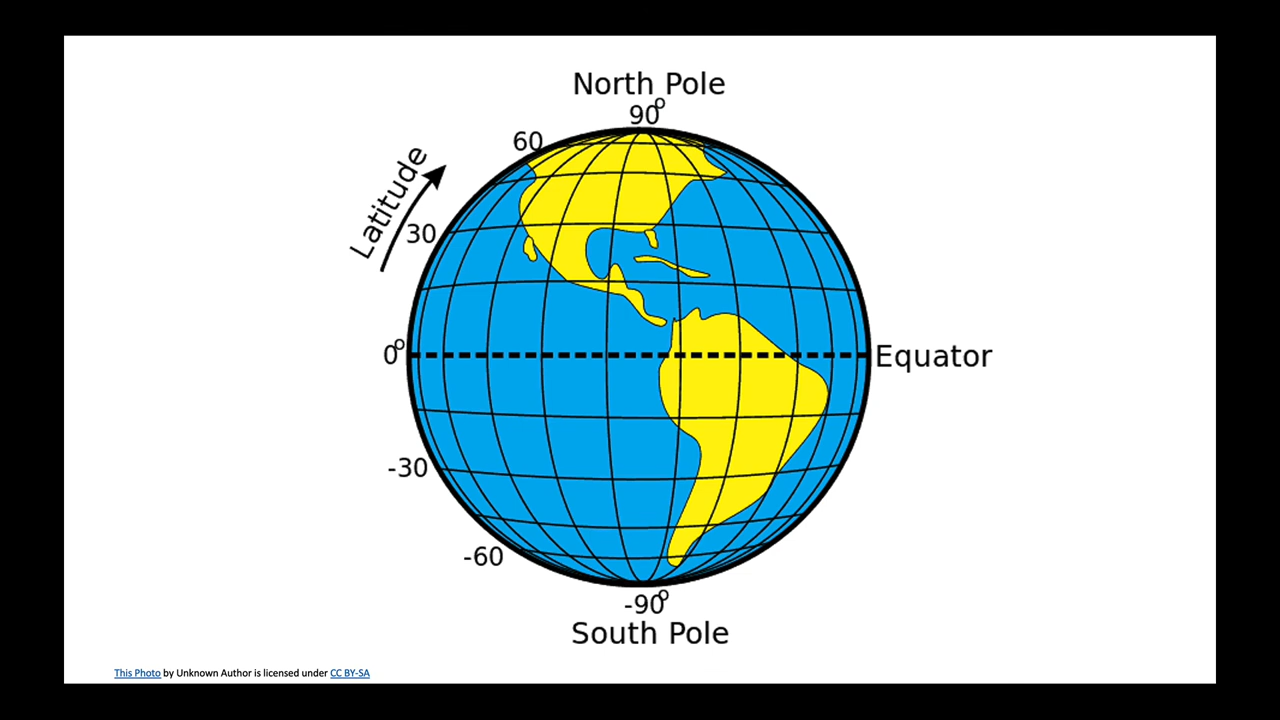 North Pole
90°
60
Latitude
30
0°
Equator
-30
-60
-90°
South Pole
This Photo by Unknown Author is licensed under CC BY-SA